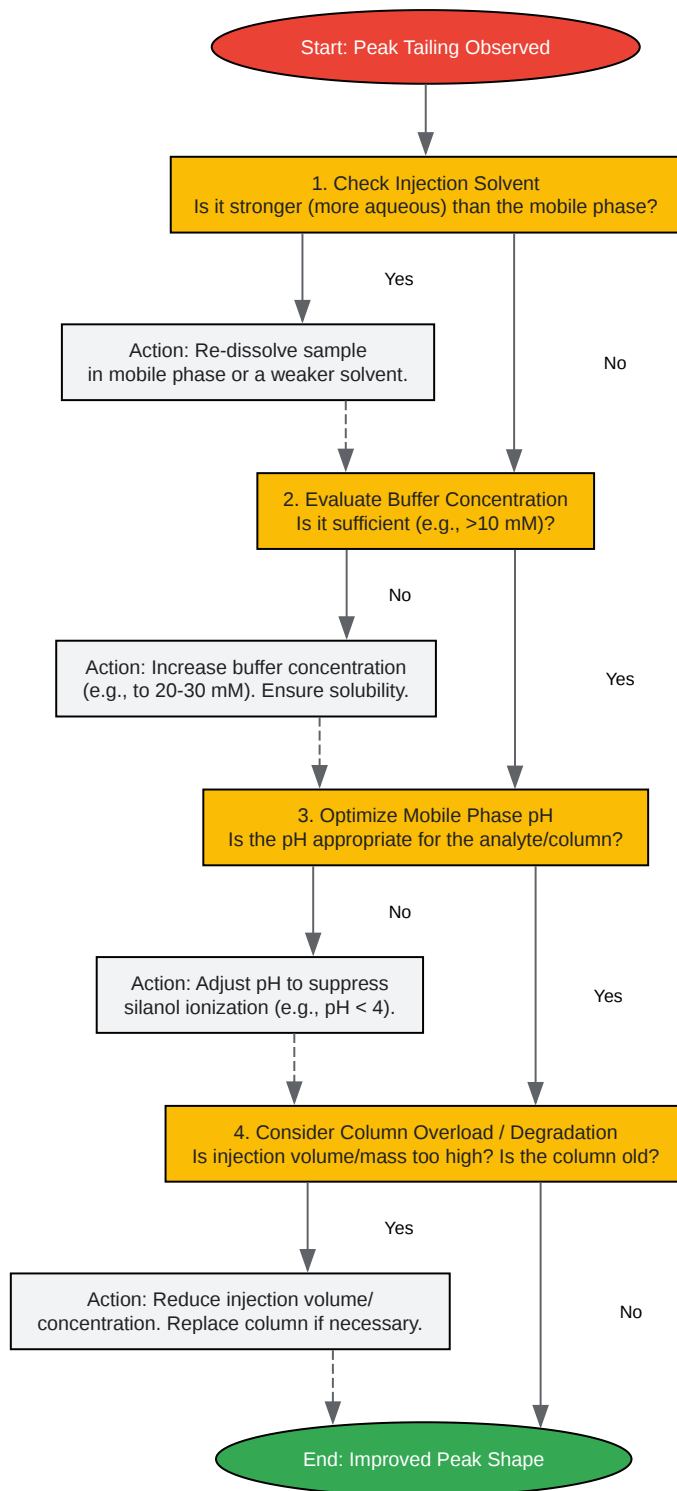 Start: Peak Tailing Observed
1. Check Injection Solvent
Is it stronger (more aqueous) than the mobile phase?
Yes
Action: Re-dissolve sample
in mobile phase or a weaker solvent.
No
2. Evaluate Buffer Concentration
Is it sufficient (e.g., >10 mM)?
No
Action: Increase buffer concentration
(e.g., to 20-30 mM). Ensure solubility.
Yes
3. Optimize Mobile Phase pH
Is the pH appropriate for the analyte/column?
No
Action: Adjust pH to suppress
silanol ionization (e.g., pH < 4).
Yes
4. Consider Column Overload / Degradation
Is injection volume/mass too high? Is the column old?
Yes
Action: Reduce injection volume/
concentration. Replace column if necessary.
No
End: Improved Peak Shape